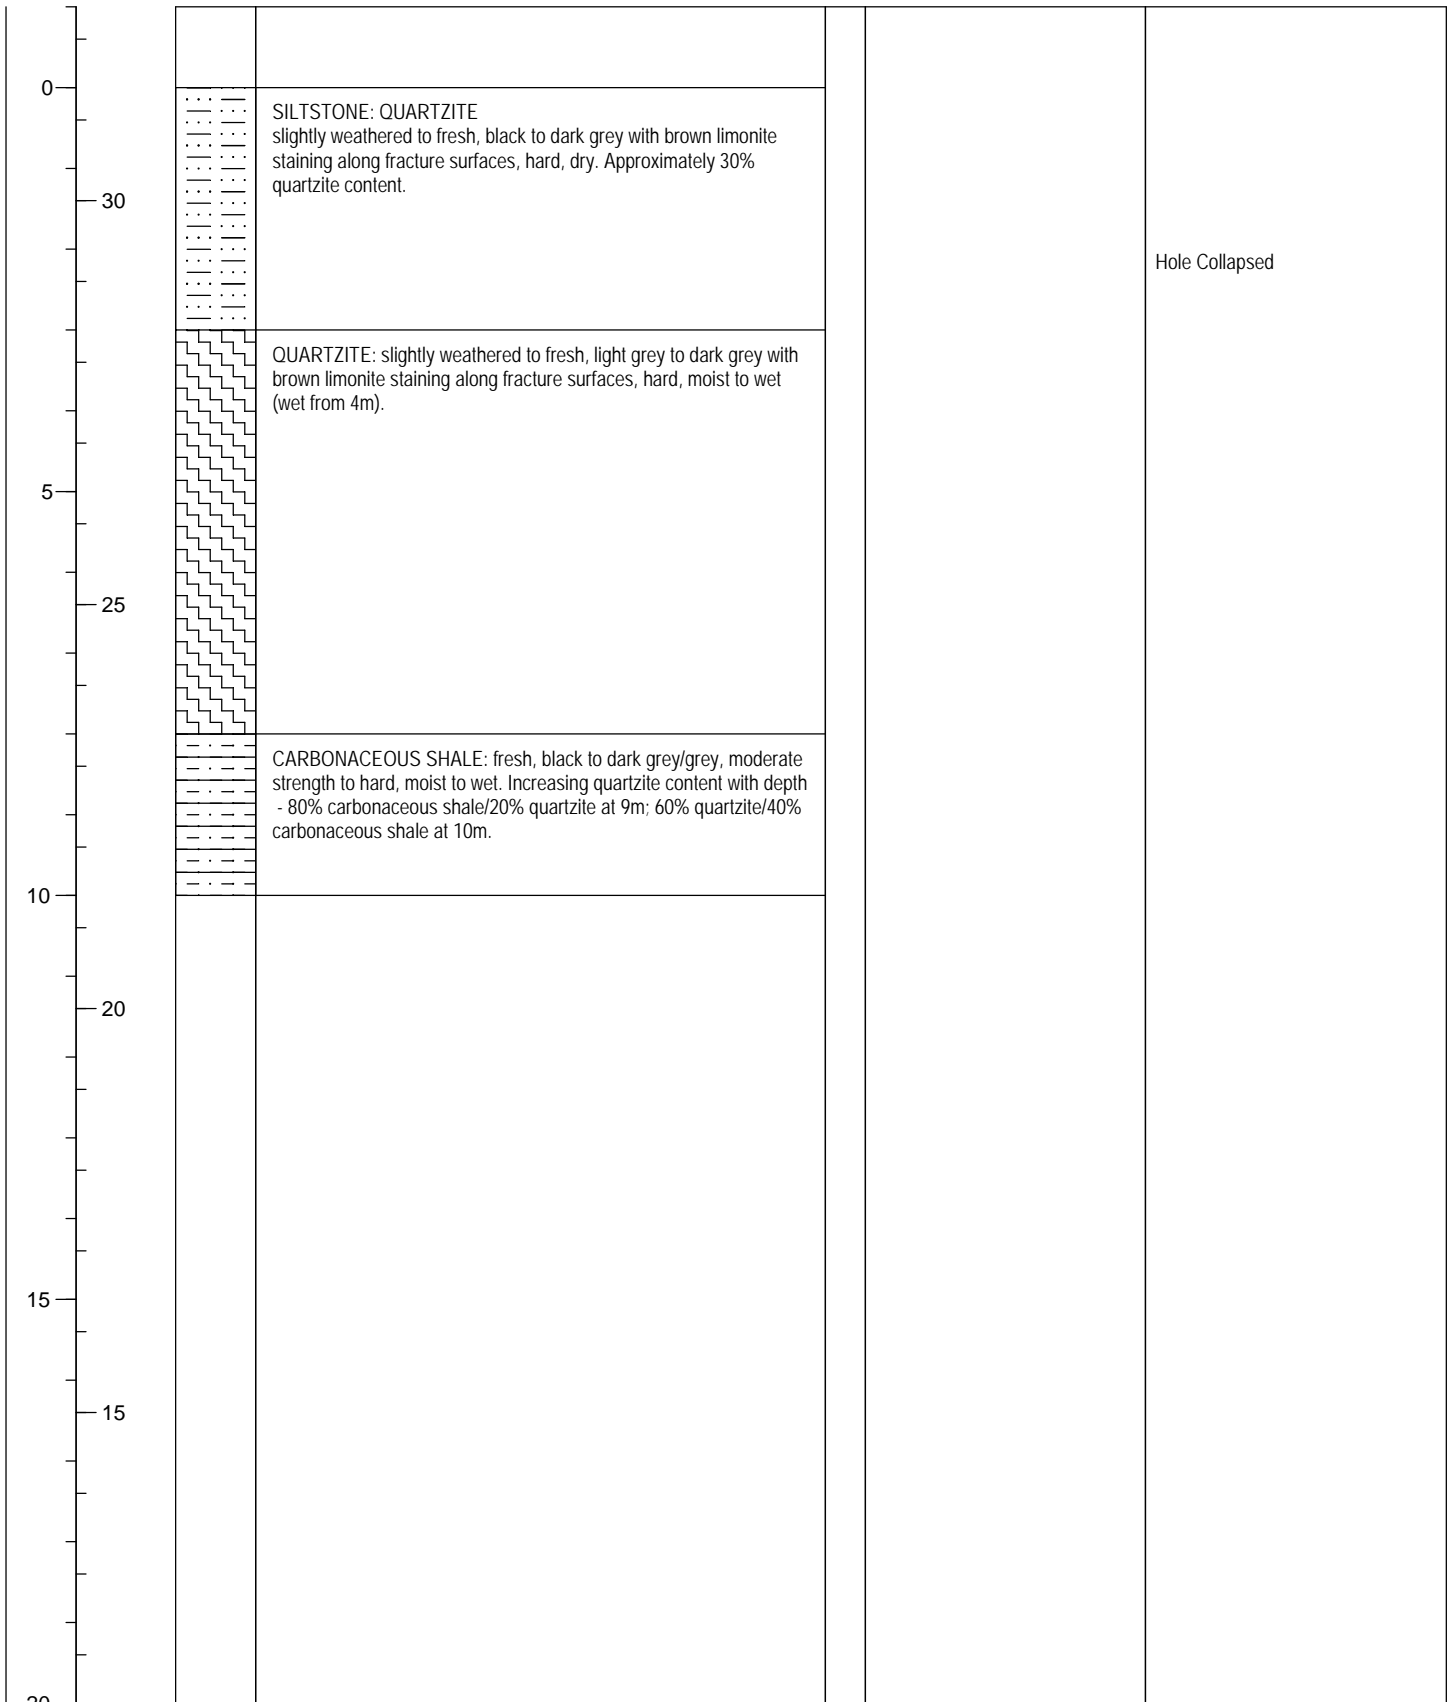 0
SILTSTONE: QUARTZITE
slightly weathered to fresh, black to dark grey with brown limonite
staining along fracture surfaces, hard, dry. Approximately 30%
quartzite content.
30
Hole Collapsed
QUARTZITE: slightly weathered to fresh, light grey to dark grey with
brown limonite staining along fracture surfaces, hard, moist to wet
(wet from 4m).
5
25
CARBONACEOUS SHALE: fresh, black to dark grey/grey, moderate
strength to hard, moist to wet. Increasing quartzite content with depth
- 80% carbonaceous shale/20% quartzite at 9m; 60% quartzite/40%
carbonaceous shale at 10m.
10
20
15
15